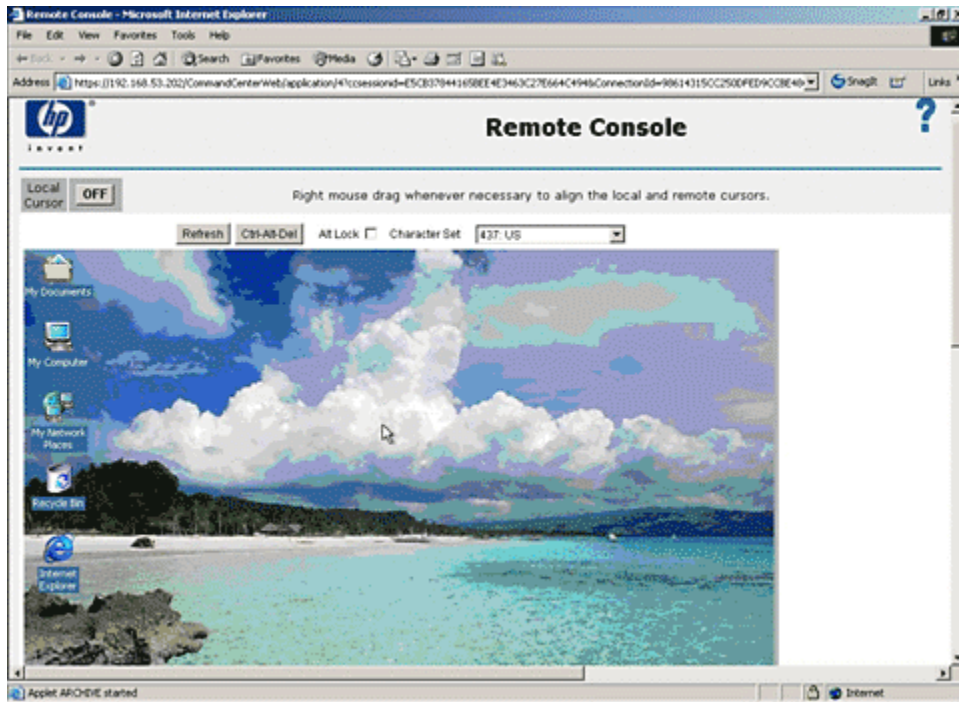 Remote Console - Microsoft Internet Explorer
File Edit View Favorites Tools Help
Back Search Favorites Media
Address Snagit Links
hp
invent
Remote Console
?
Local
Cursor
OFF
Right mouse drag whenever necessary to align the local and remote cursors.
Refresh Ctrl-Alt-Del Alt Lock Character Set 437: US
My Documents
My Computer
My Network
Places
Recycle Bin
Internet
Explorer
Applet ARCHIVE started Internet